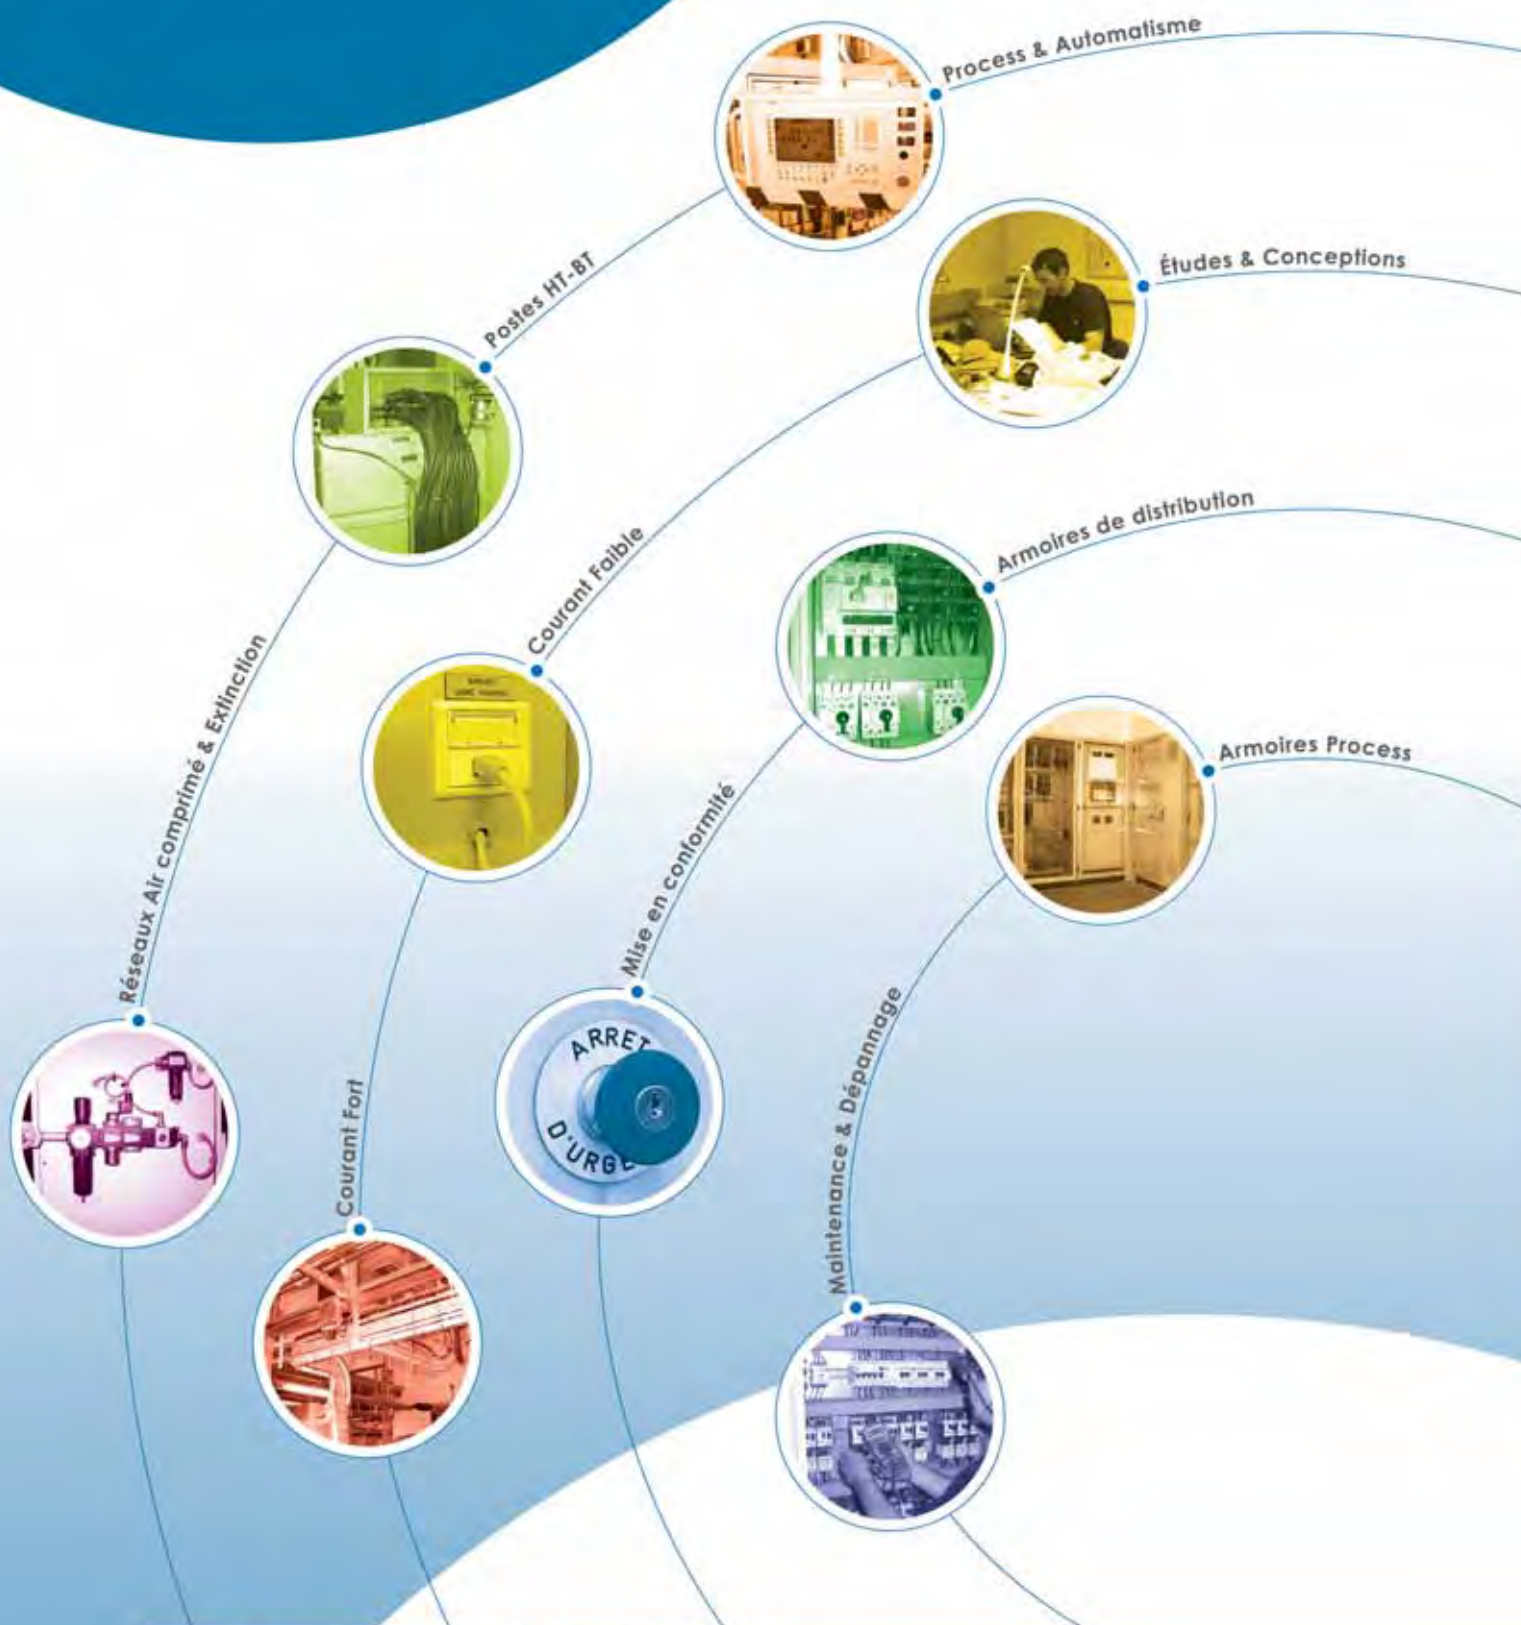 Process & Automatisme
Postes HT-BT
Études & Conceptions
Armoires de distribution
Courant Faible
Réseaux Air comprimé & Extinction
Armoires Process
Mise en conformité
Maintenance & Dépannage
Courant Fort
ARRET
D'URGE